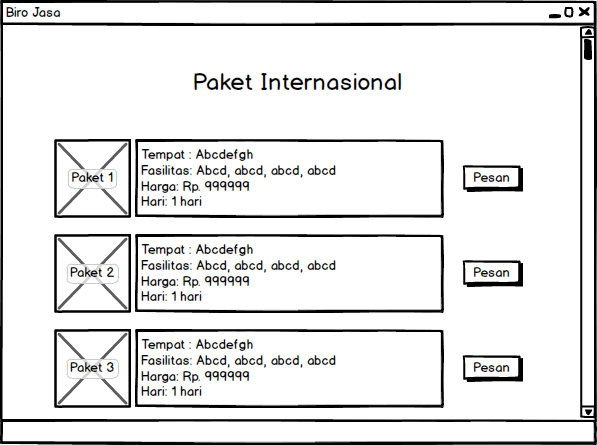 Biro Jasa
Paket Internasional
Paket 1
Tempat : Abcdefgh
Fasilitas: Abcd, abcd, abcd, abcd
Harga: Rp. 999999
Hari: 1 hari
Pesan
Paket 2
Tempat : Abcdefgh
Fasilitas: Abcd, abcd, abcd, abcd
Harga: Rp. 999999
Hari: 1 hari
Pesan
Paket 3
Tempat : Abcdefgh
Fasilitas: Abcd, abcd, abcd, abcd
Harga: Rp. 999999
Hari: 1 hari
Pesan